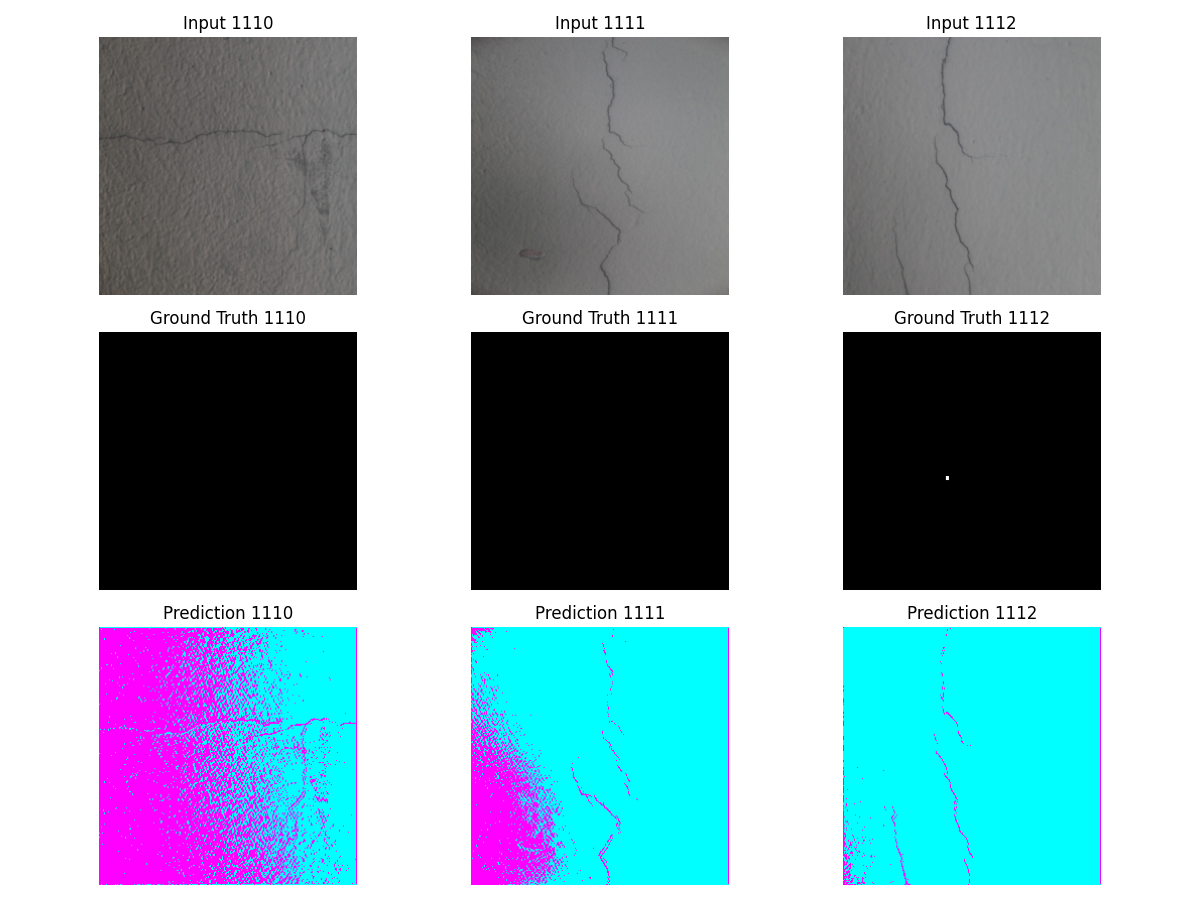 Input 1110
Input 1111
Input 1112
Ground Truth 1110
Ground Truth 1111
Ground Truth 1112
Prediction 1110
Prediction 1111
Prediction 1112